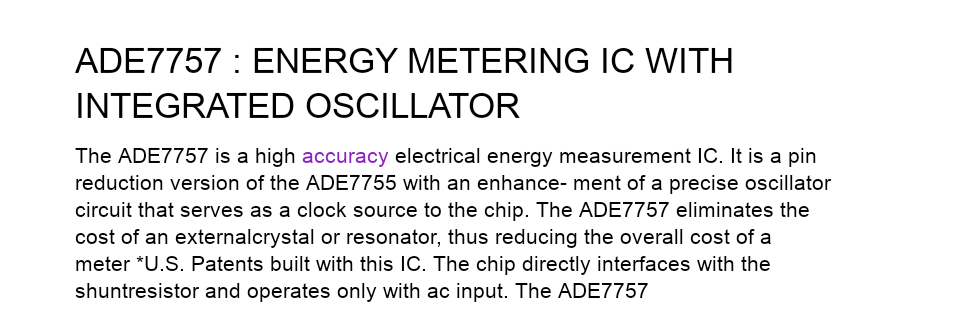 ADE7757 : ENERGY METERING IC WITH
INTEGRATED OSCILLATOR
The ADE7757 is a high accuracy electrical energy measurement IC. It is a pin
reduction version of the ADE7755 with an enhance- ment of a precise oscillator
circuit that serves as a clock source to the chip. The ADE7757 eliminates the
cost of an externalcrystal or resonator, thus reducing the overall cost of a
meter *U.S. Patents built with this IC. The chip directly interfaces with the
shuntresistor and operates only with ac input. The ADE7757